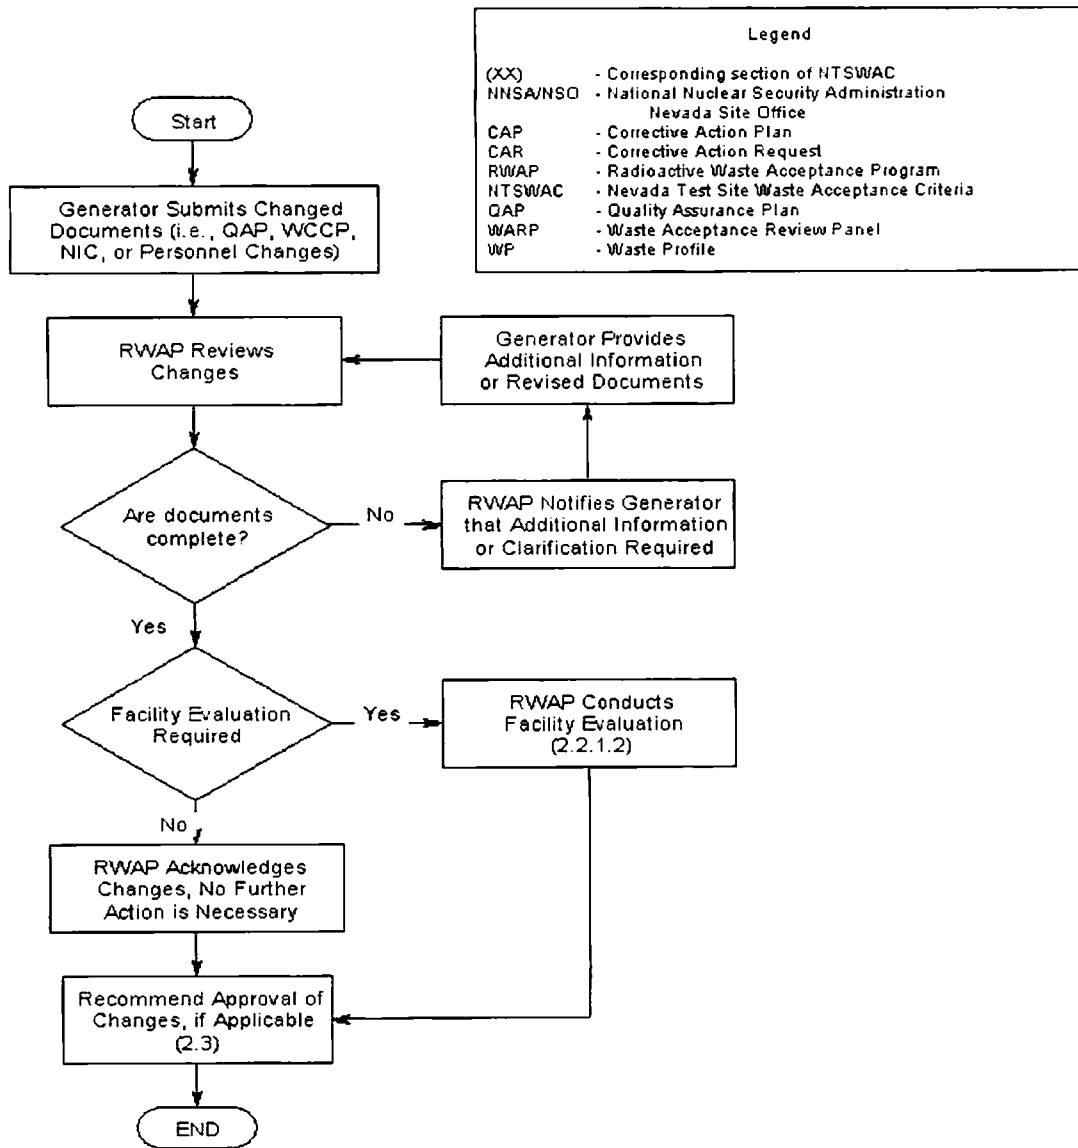 Legend
(XX) - Corresponding section of NTSWAC
NNSA/NSO - National Nuclear Security Administration
Nevada Site Office
CAP - Corrective Action Plan
CAR - Corrective Action Request
RWAP - Radioactive Waste Acceptance Program
NTSWAC - Nevada Test Site Waste Acceptance Criteria
QAP - Quality Assurance Plan
WARP - Waste Acceptance Review Panel
WP - Waste Profile
Start
Generator Submits Changed
Documents (i.e., QAP, WCCP,
NIC, or Personnel Changes)
RWAP Reviews
Changes
Generator Provides
Additional Information
or Revised Documents
Are documents
complete?
No
RWAP Notifies Generator
that Additional Information
or Clarification Required
Yes
Facility Evaluation
Required
Yes
RWAP Conducts
Facility Evaluation
(2.2.1.2)
No
RWAP Acknowledges
Changes, No Further
Action is Necessary
Recommend Approval of
Changes, if Applicable
(2.3)
END